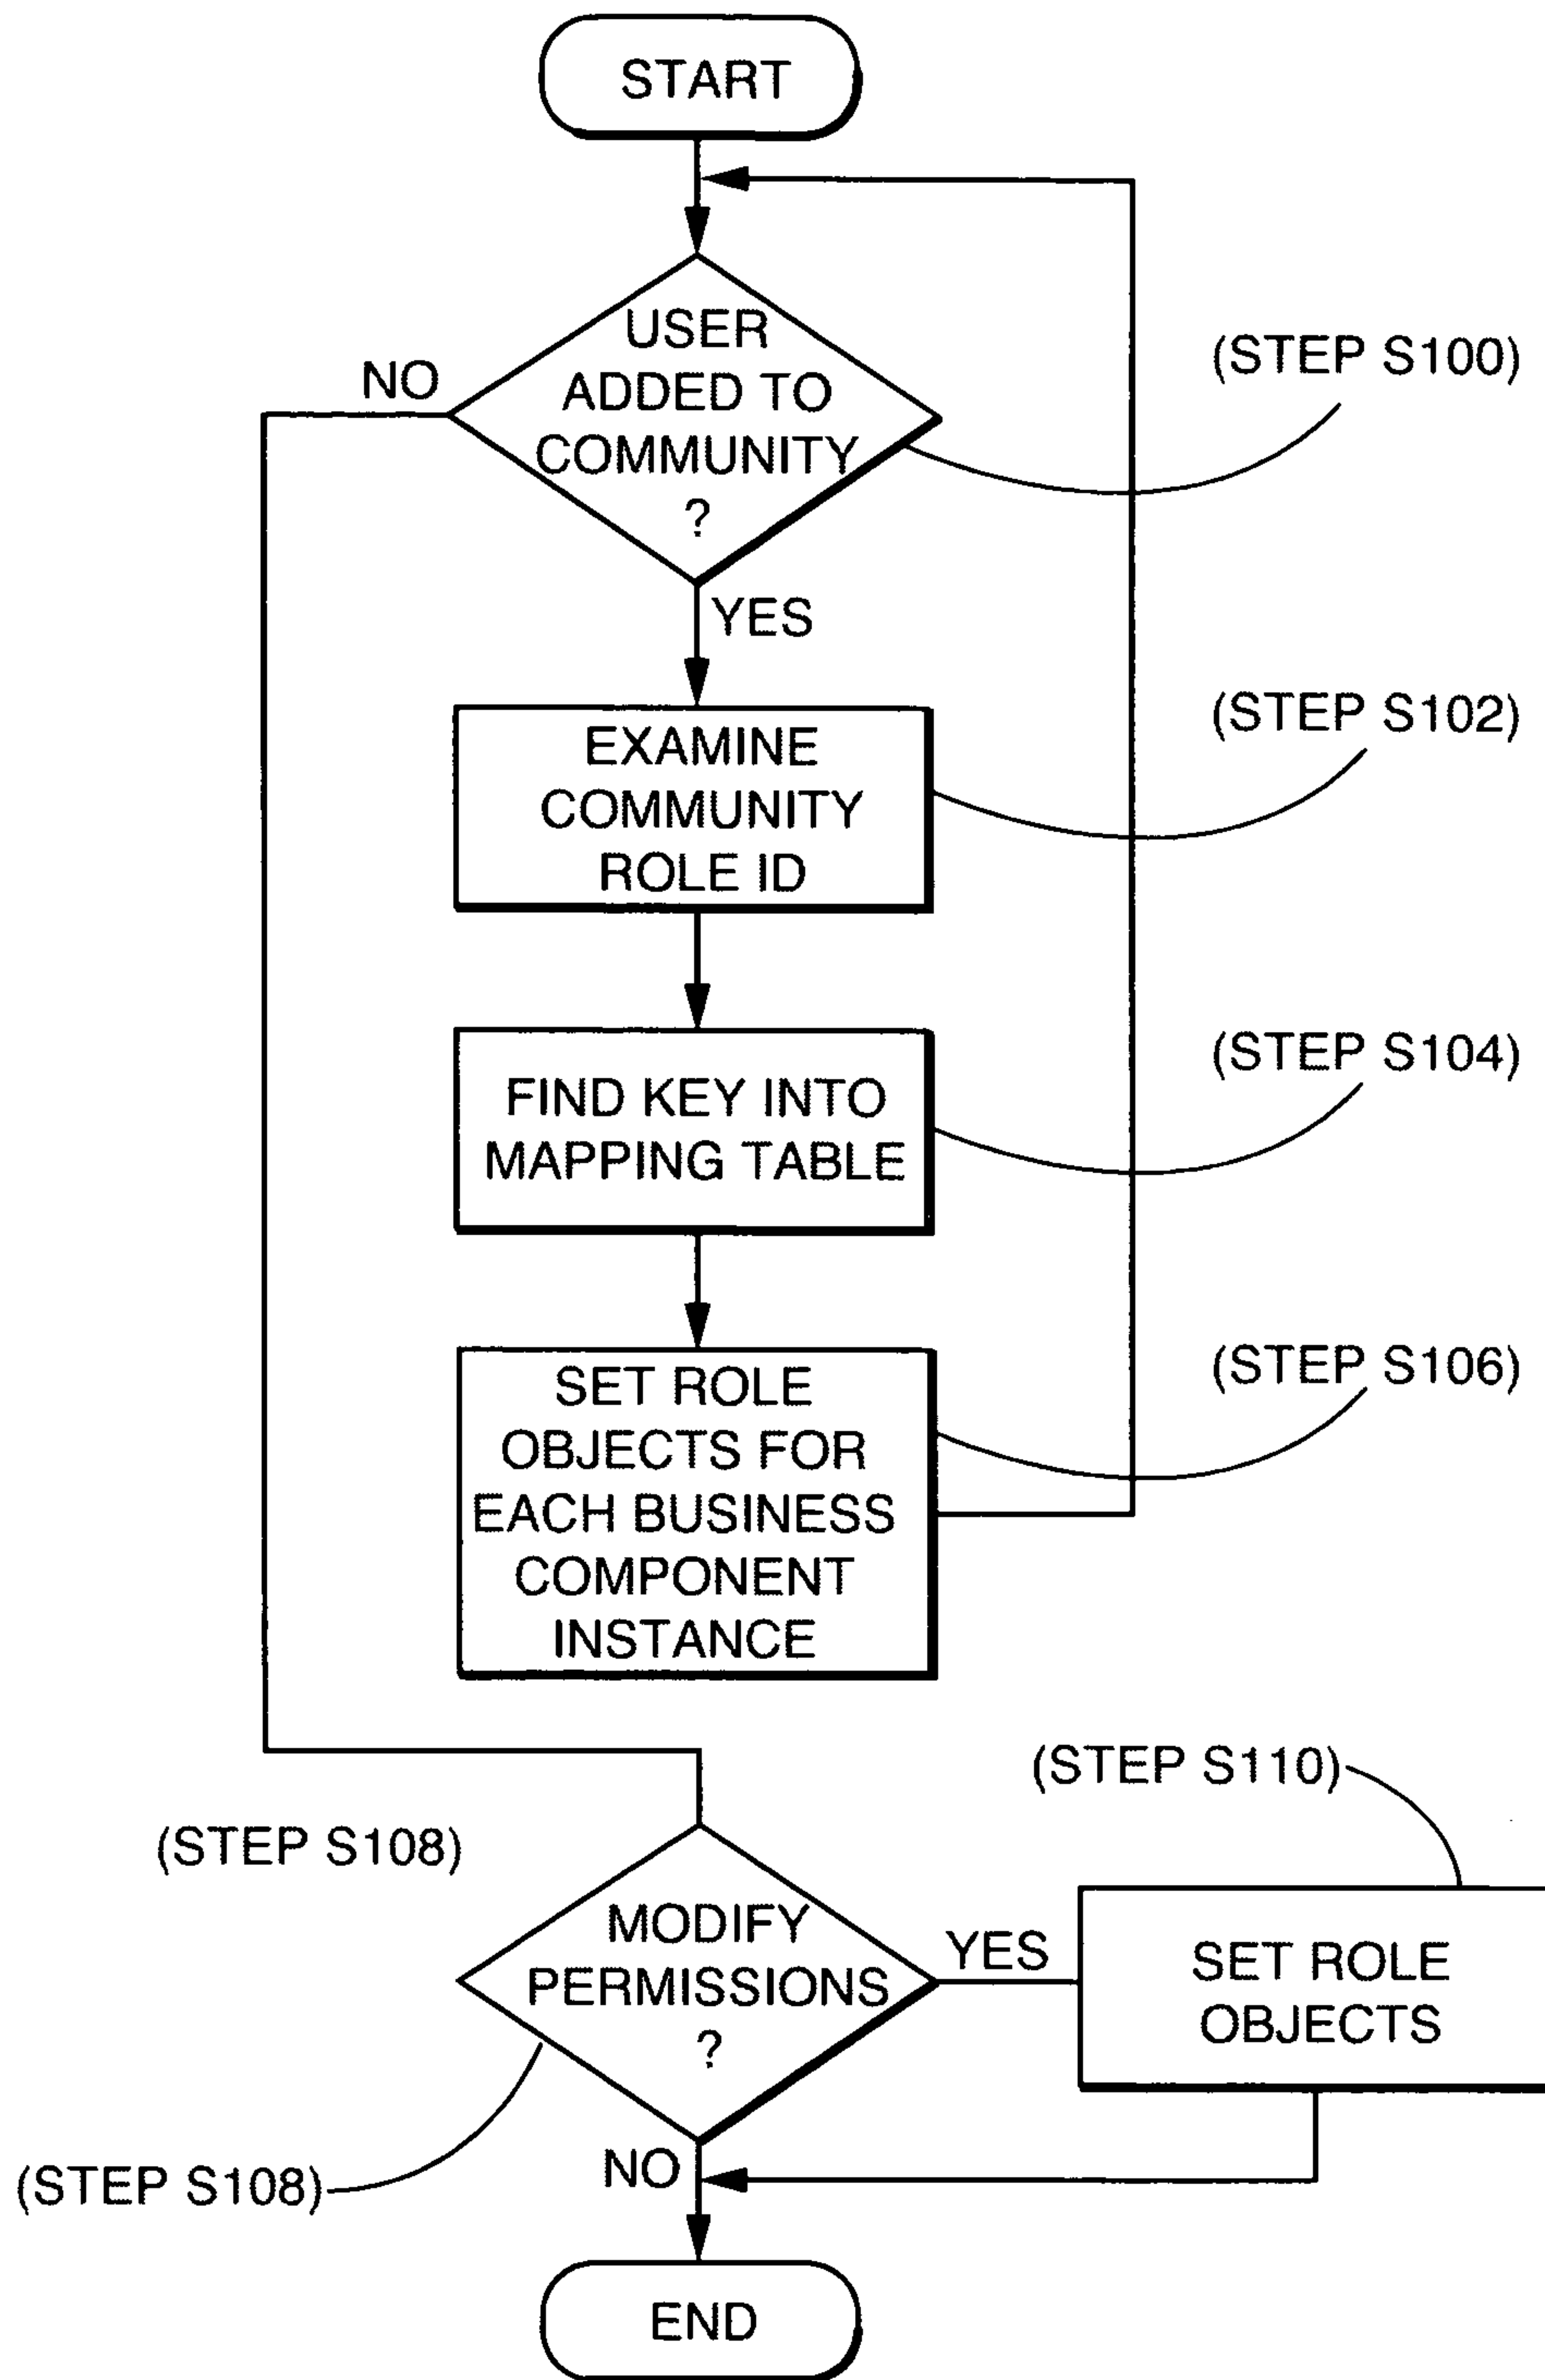 START
USER
ADDED TO
COMMUNITY
?
NO
(STEP S100)
YES
EXAMINE
COMMUNITY
ROLE ID
(STEP S102)
FIND KEY INTO
MAPPING TABLE
(STEP S104)
SET ROLE
OBJECTS FOR
EACH BUSINESS
COMPONENT
INSTANCE
(STEP S106)
(STEP S110)
(STEP S108)
MODIFY
PERMISSIONS
?
YES
SET ROLE
OBJECTS
NO
(STEP S108)
END